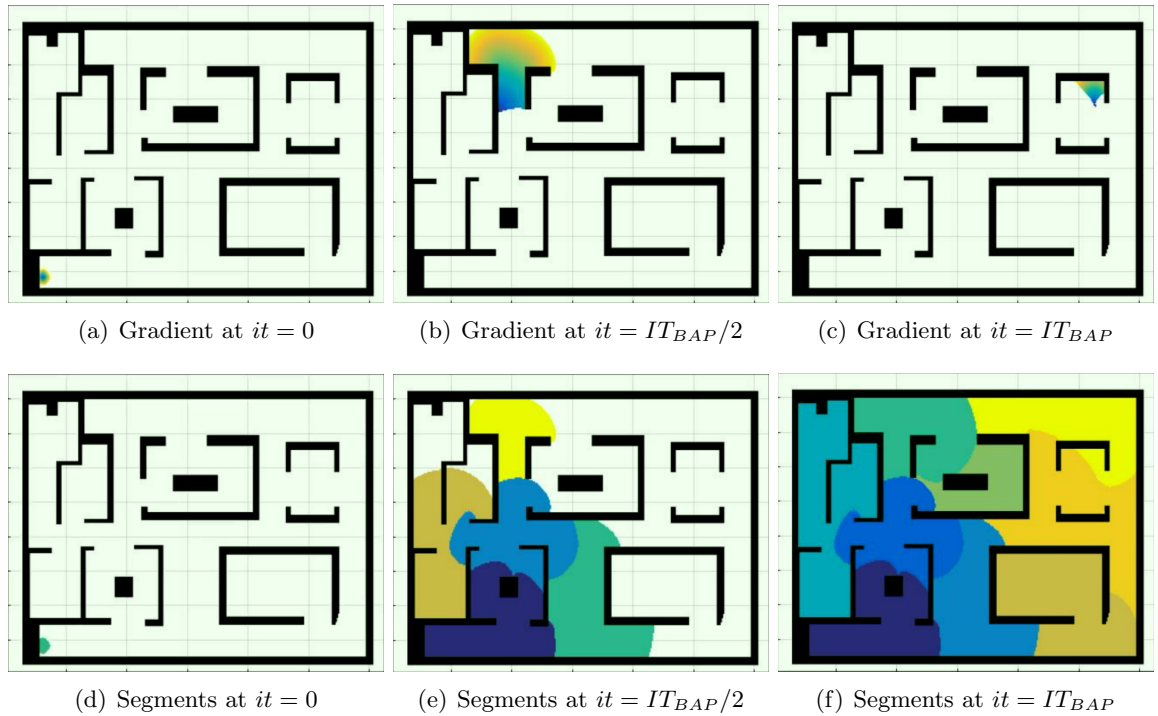 (a) Gradient at it = 0
(b) Gradient at it = IT_BAP/2
(c) Gradient at it = IT_BAP
(d) Segments at it = 0
(e) Segments at it = IT_BAP/2
(f) Segments at it = IT_BAP